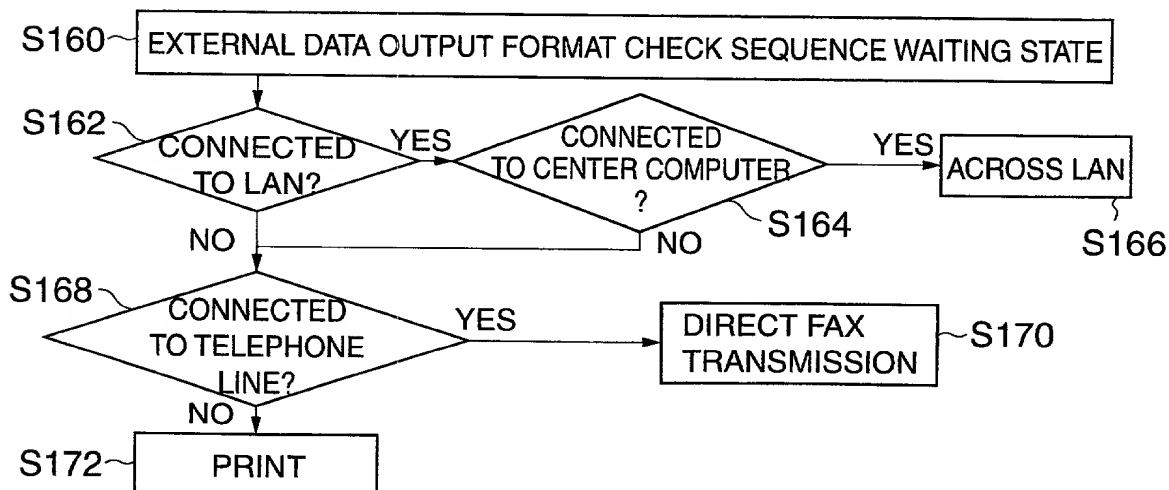 S160
EXTERNAL DATA OUTPUT FORMAT CHECK SEQUENCE WAITING STATE
S162
CONNECTED
TO LAN?
YES
CONNECTED
TO CENTER COMPUTER
?
S164
YES
ACROSS LAN
S166
NO
NO
S168
CONNECTED
TO TELEPHONE
LINE?
YES
DIRECT FAX
TRANSMISSION
S170
NO
S172
PRINT